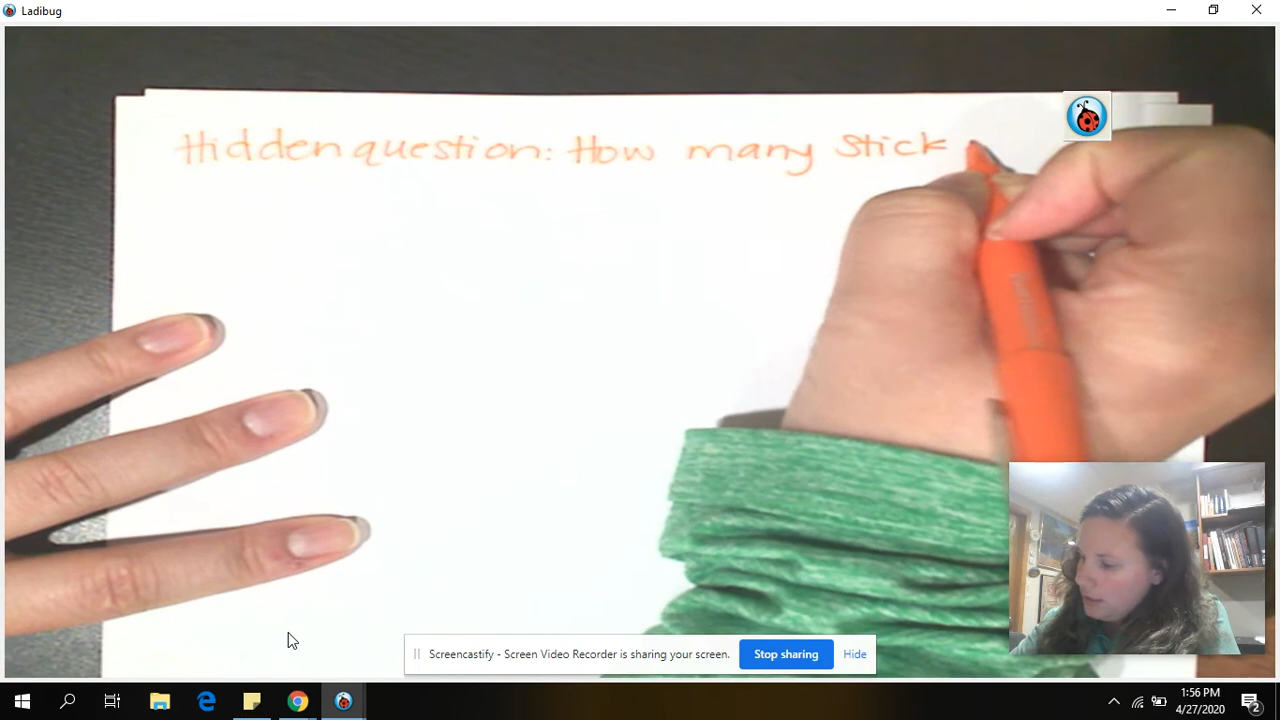 Ladibug
Hidden question: How many Stick
Screencastify - Screen Video Recorder is sharing your screen.
Stop sharing
Hide
1:56 PM
4/27/2020
2